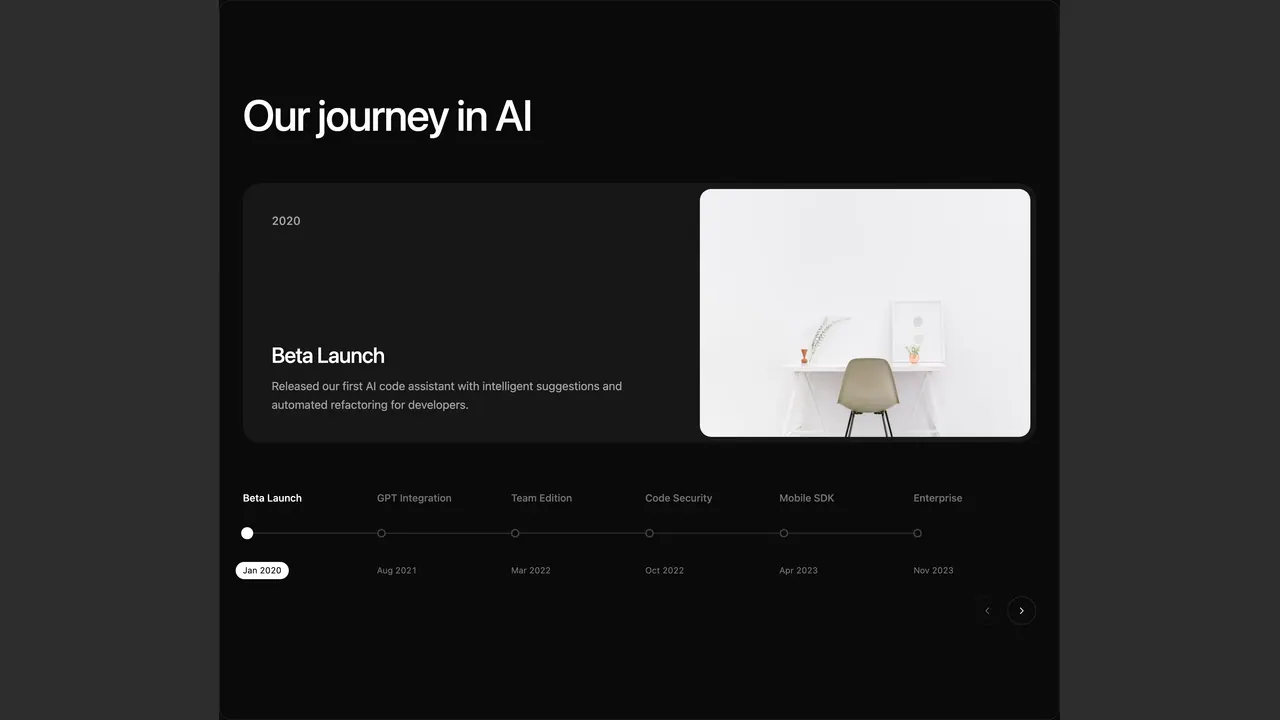 Our journey in AI
2020
Beta Launch
Released our first AI code assistant with intelligent suggestions and
automated refactoring for developers.
Beta Launch
GPT Integration
Team Edition
Code Security
Mobile SDK
Enterprise
Jan 2020
Aug 2021
Mar 2022
Oct 2022
Apr 2023
Nov 2023